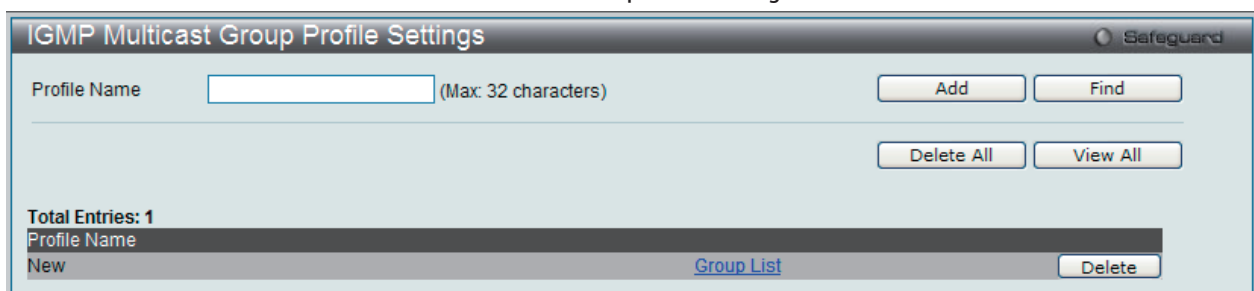 IGMP Multicast Group Profile Settings Safeguard
Profile Name (Max: 32 characters) Add Find
Delete All View All
Total Entries: 1
Profile Name
New Group List Delete